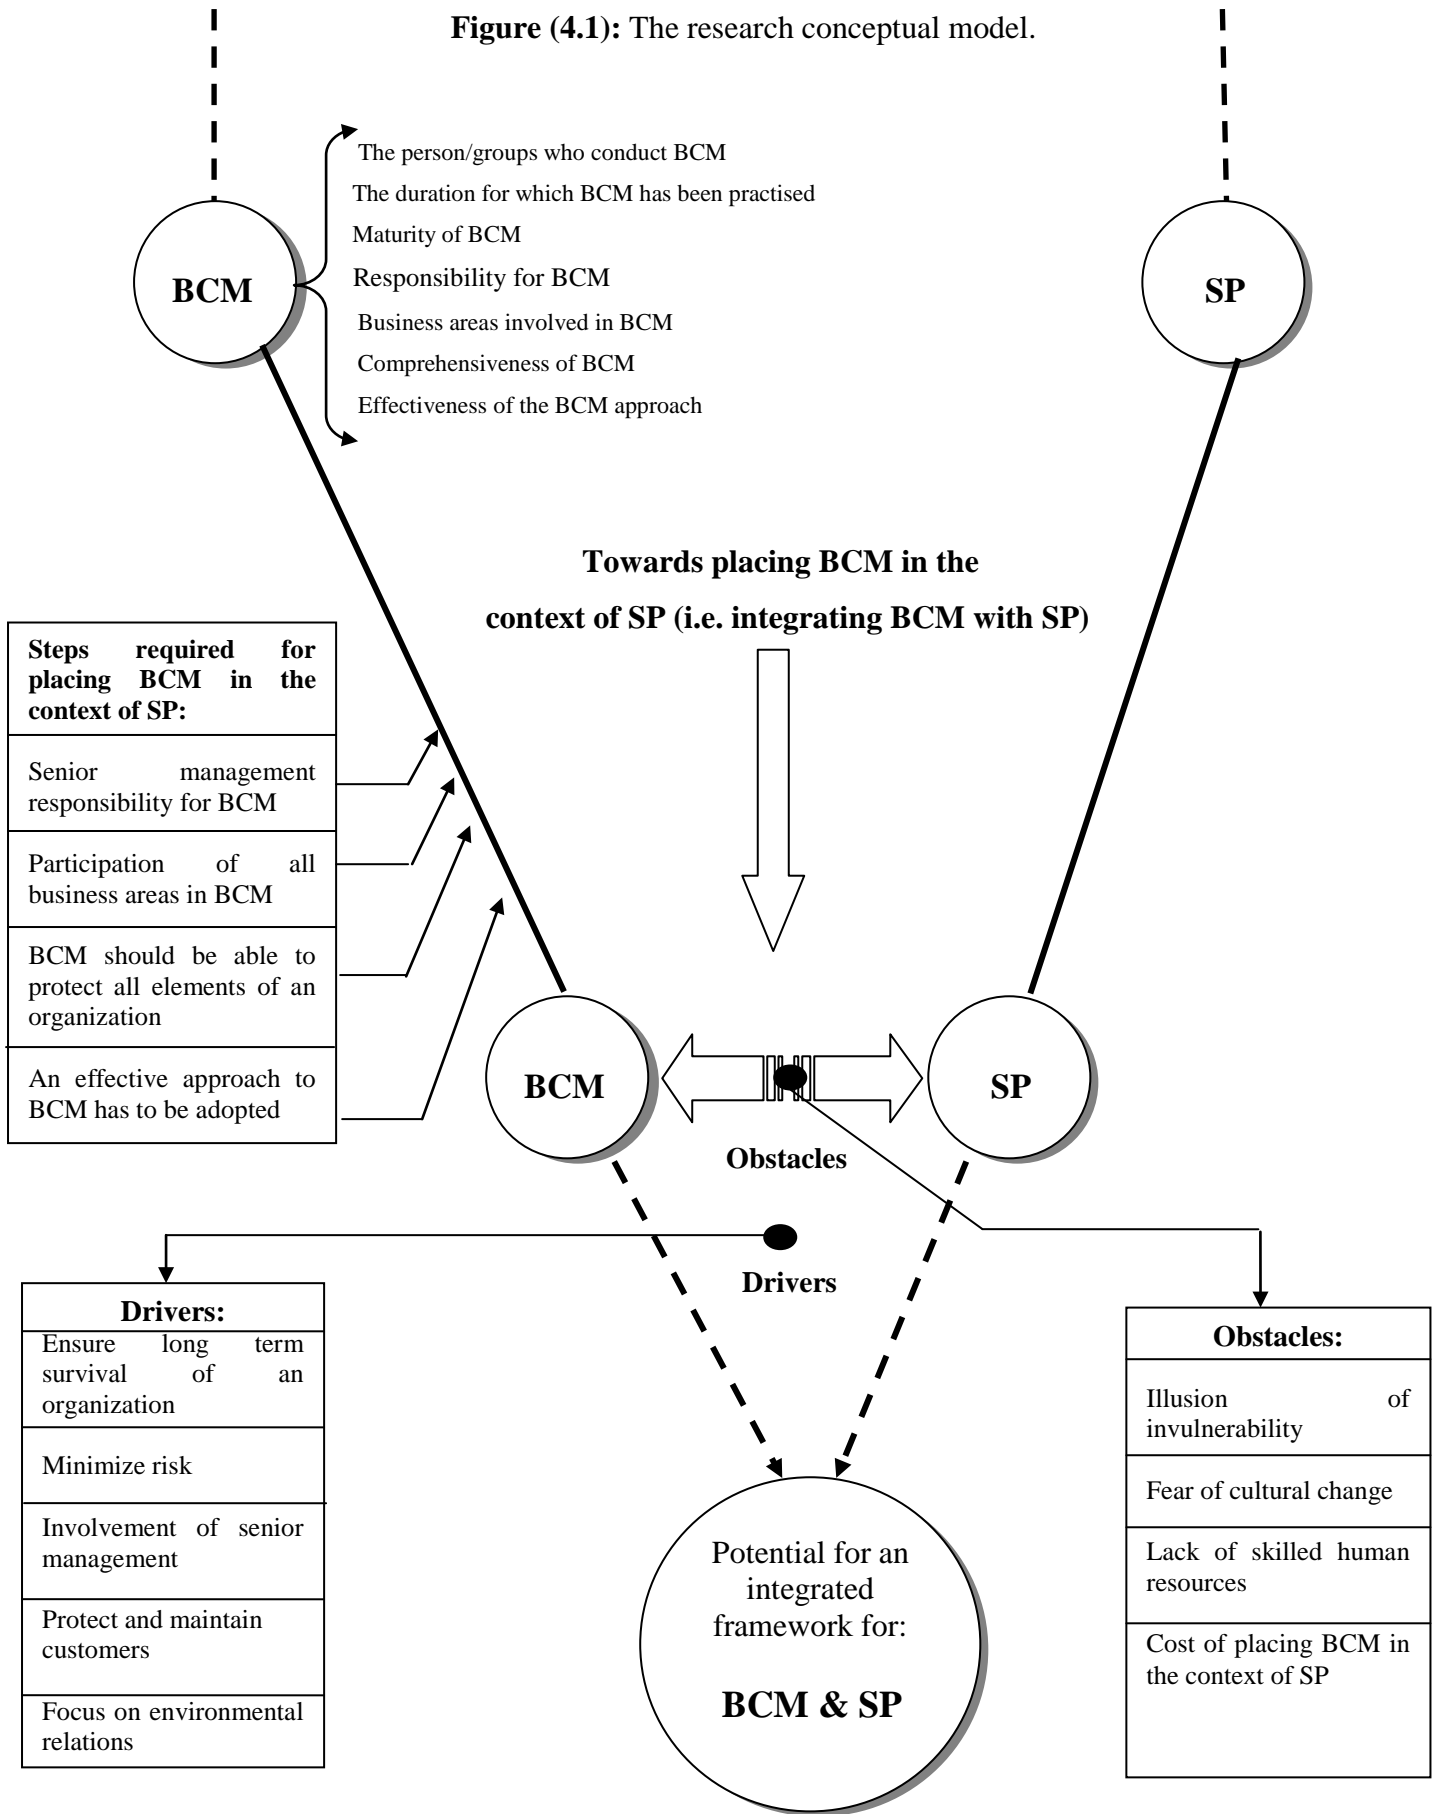 Figure (4.1): The research conceptual model.
The person/groups who conduct BCM
The duration for which BCM has been practised
Maturity of BCM
Responsibility for BCM
Business areas involved in BCM
Comprehensiveness of BCM
Effectiveness of the BCM approach
BCM
SP
Towards placing BCM in the
context of SP (i.e. integrating BCM with SP)
Steps required for
placing BCM in the
context of SP:
Senior management
responsibility for BCM
Participation of all
business areas in BCM
BCM should be able to
protect all elements of an
organization
An effective approach to
BCM has to be adopted
BCM
SP
Obstacles
Drivers
Drivers:
Ensure long term
survival of an
organization
Minimize risk
Involvement of senior
management
Protect and maintain
customers
Focus on environmental
relations
Potential for an
integrated
framework for:
BCM & SP
Obstacles:
Illusion of
invulnerability
Fear of cultural change
Lack of skilled human
resources
Cost of placing BCM in
the context of SP